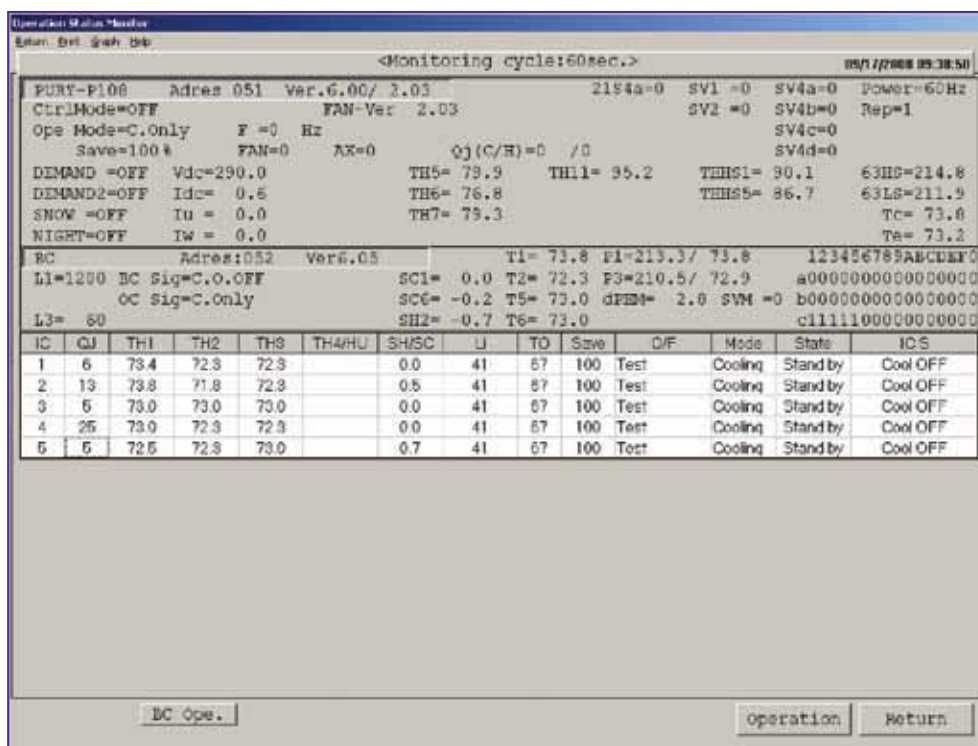 Operation Status Monitor
Return Print Graph Help
<Monitoring cycle:60sec.> 09/17/2008 09:38:50
PURY-P108 Adres 051 Ver.6.00/ 2.03 21S4a=0 SV1 =0 SV4a=0 Power=60Hz
CtrlMode=OFF FAN-Ver 2.03 SV2 =0 SV4b=0 Rep=1
Ope Mode=C.Only F =0 Hz SV4c=0
Save=100% FAN=0 AK=0 Qj(C/H)=0 /0 SV4d=0
DEMAND =OFF Vdc=290.0 TH5= 79.9 TH11= 95.2 THHS1= 90.1 63HS=214.8
DEMAND2=OFF Idc= 0.6 TH6= 76.8 THHS5= 86.7 63LS=211.9
SNOW =OFF Iu = 0.0 TH7= 79.3 Tc= 73.8
NIGHT=OFF Iw = 0.0 Te= 73.2
BC Adres:052 Ver6.05 T1= 73.8 P1=213.3/ 73.8 123456789ABCDEF0
L1=1200 BC Sig=C.O.OFF SC1= 0.0 T2= 72.3 P3=210.5/ 72.9 a0000000000000000
OC Sig=C.Only SC6= -0.2 T5= 73.0 dPHM= 2.8 SVM =0 b0000000000000000
L3= 60 SH2= -0.7 T6= 73.0 c1111100000000000
IC QJ TH1 TH2 TH3 TH4/HU SH/SC LI TO Save O/F Mode State IC S
1 6 73.4 72.3 72.3 0.0 41 67 100 Test Cooling Stand by Cool OFF
2 13 73.8 71.8 72.3 0.5 41 67 100 Test Cooling Stand by Cool OFF
3 5 73.0 73.0 73.0 0.0 41 67 100 Test Cooling Stand by Cool OFF
4 25 73.0 72.3 72.3 0.0 41 67 100 Test Cooling Stand by Cool OFF
5 5 72.5 72.3 73.0 0.7 41 67 100 Test Cooling Stand by Cool OFF
BC Ope. Operation Return